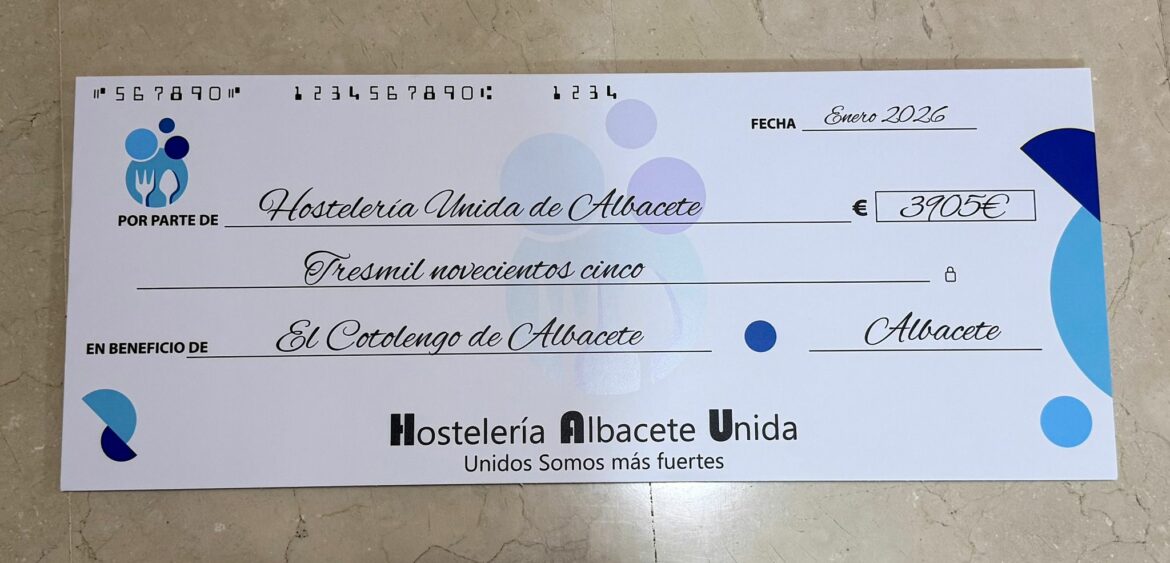 567890 1234567890 1234
FECHA Enero 2026
POR PARTE DE Hostelería Unida de Albacete € 3905€
Tresmil novecientos cinco
EN BENEFICIO DE El Cotolengo de Albacete Albacete
Hostelería Albacete Unida
Unidos Somos más fuertes